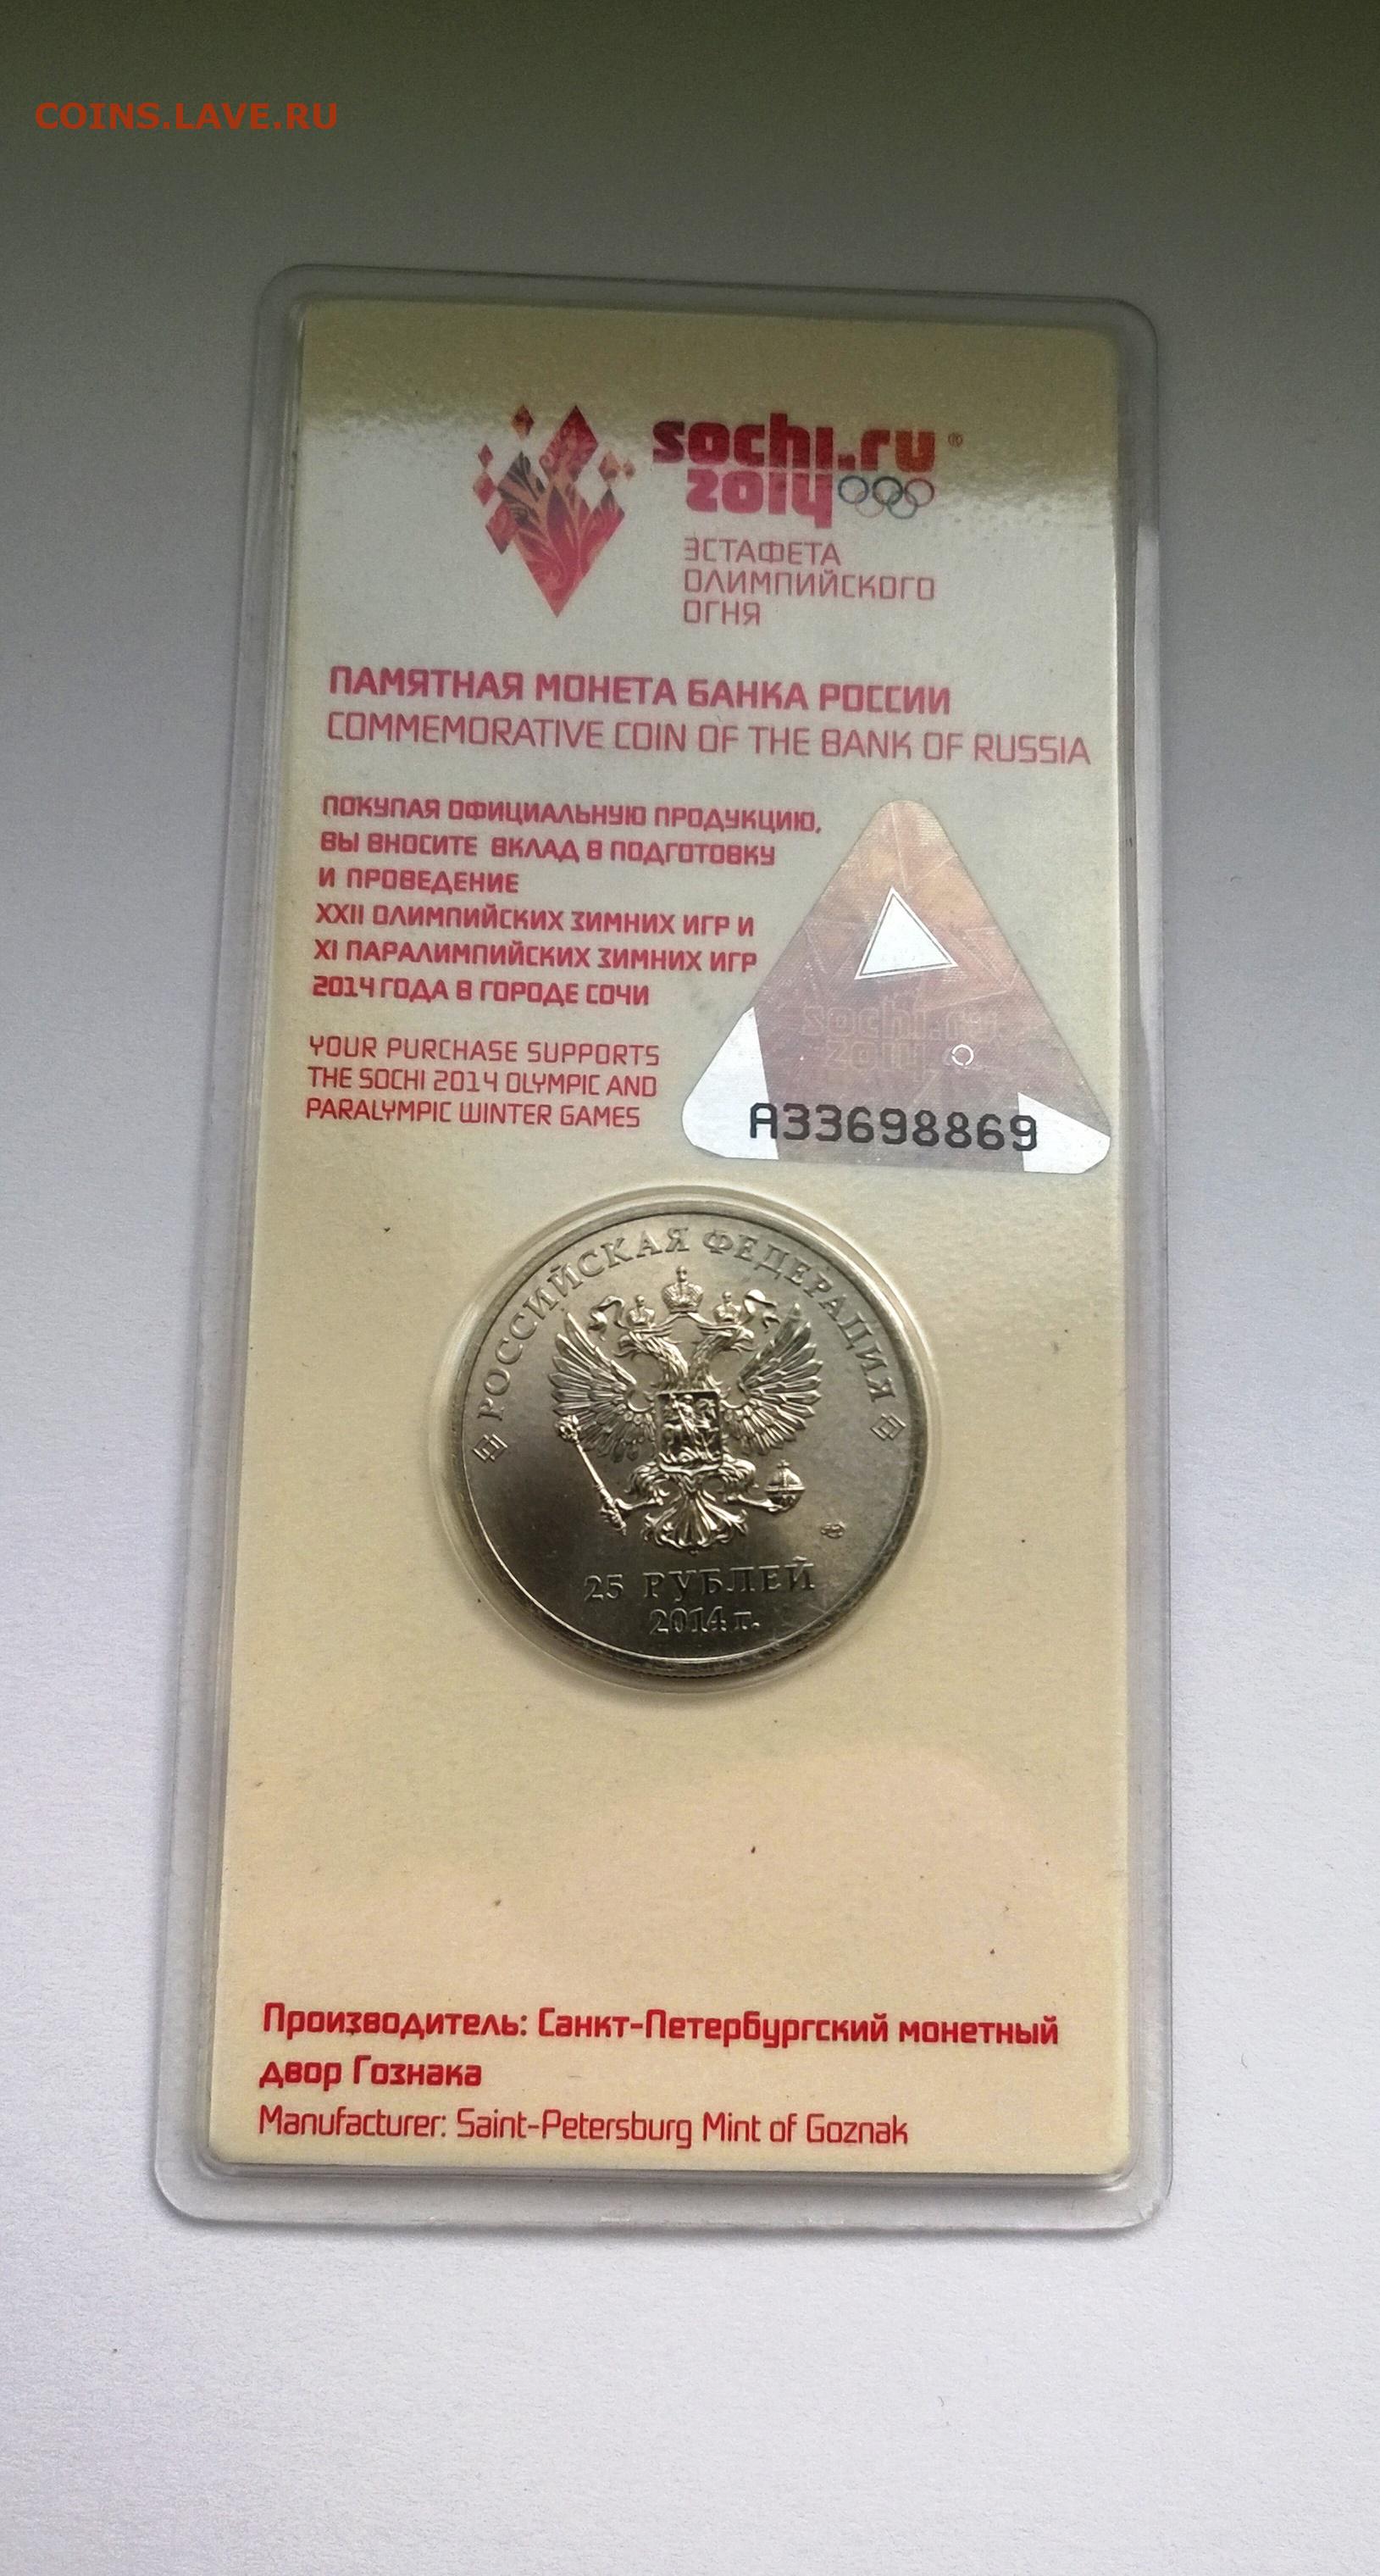 COINS.LAVE.RU
sochi.ru®
2014
ЭСТАФЕТА
ОЛИМПИЙСКОГО
ОГНЯ
ПАМЯТНАЯ МОНЕТА БАНКА РОССИИ
COMMEMORATIVE COIN OF THE BANK OF RUSSIA
ПОКУПАЯ ОФИЦИАЛЬНУЮ ПРОДУКЦИЮ,
ВЫ ВНОСИТЕ ВКЛАД В ПОДГОТОВКУ
И ПРОВЕДЕНИЕ
XXII ОЛИМПИЙСКИХ ЗИМНИХ ИГР И
XI ПАРАЛИМПИЙСКИХ ЗИМНИХ ИГР
2014 ГОДА В ГОРОДЕ СОЧИ
YOUR PURCHASE SUPPORTS
THE SOCHI 2014 OLYMPIC AND
PARALYMPIC WINTER GAMES
sochi.ru
2014
A33698869
РОССИЙСКАЯ ФЕДЕРАЦИЯ
25 РУБЛЕЙ
2014 г.
Производитель: Санкт-Петербургский монетный
двор Гознака
Manufacturer: Saint-Petersburg Mint of Goznak